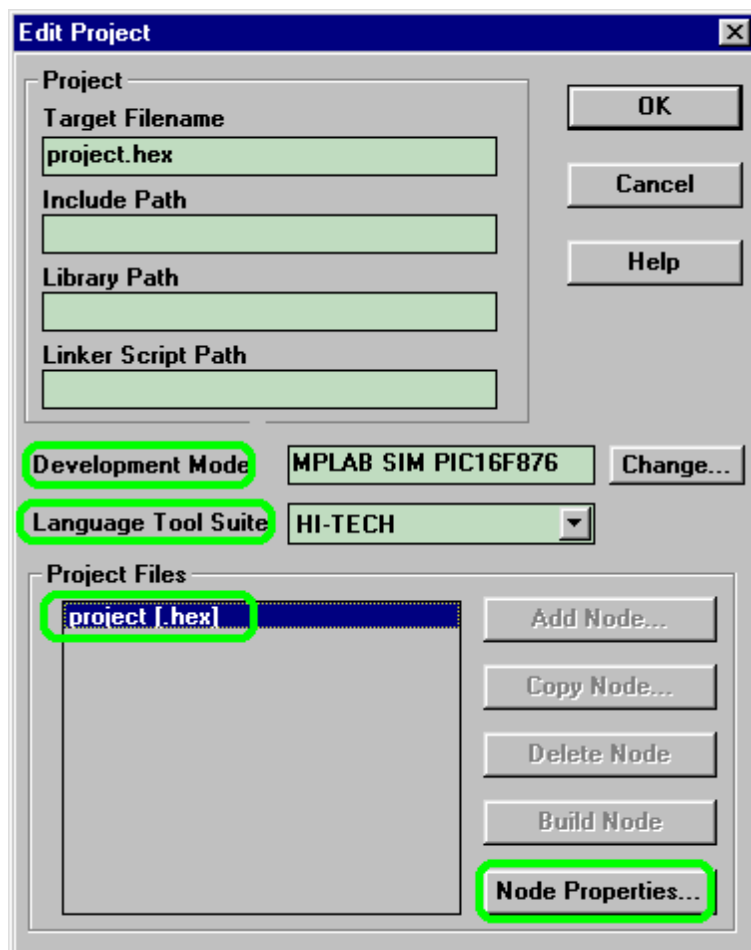 Edit Project
Project
Target Filename
project.hex
Include Path
Library Path
Linker Script Path
OK
Cancel
Help
Development Mode
MPLAB SIM PIC16F876
Change...
Language Tool Suite
HI-TECH
Project Files
project [.hex]
Add Node...
Copy Node...
Delete Node
Build Node
Node Properties...